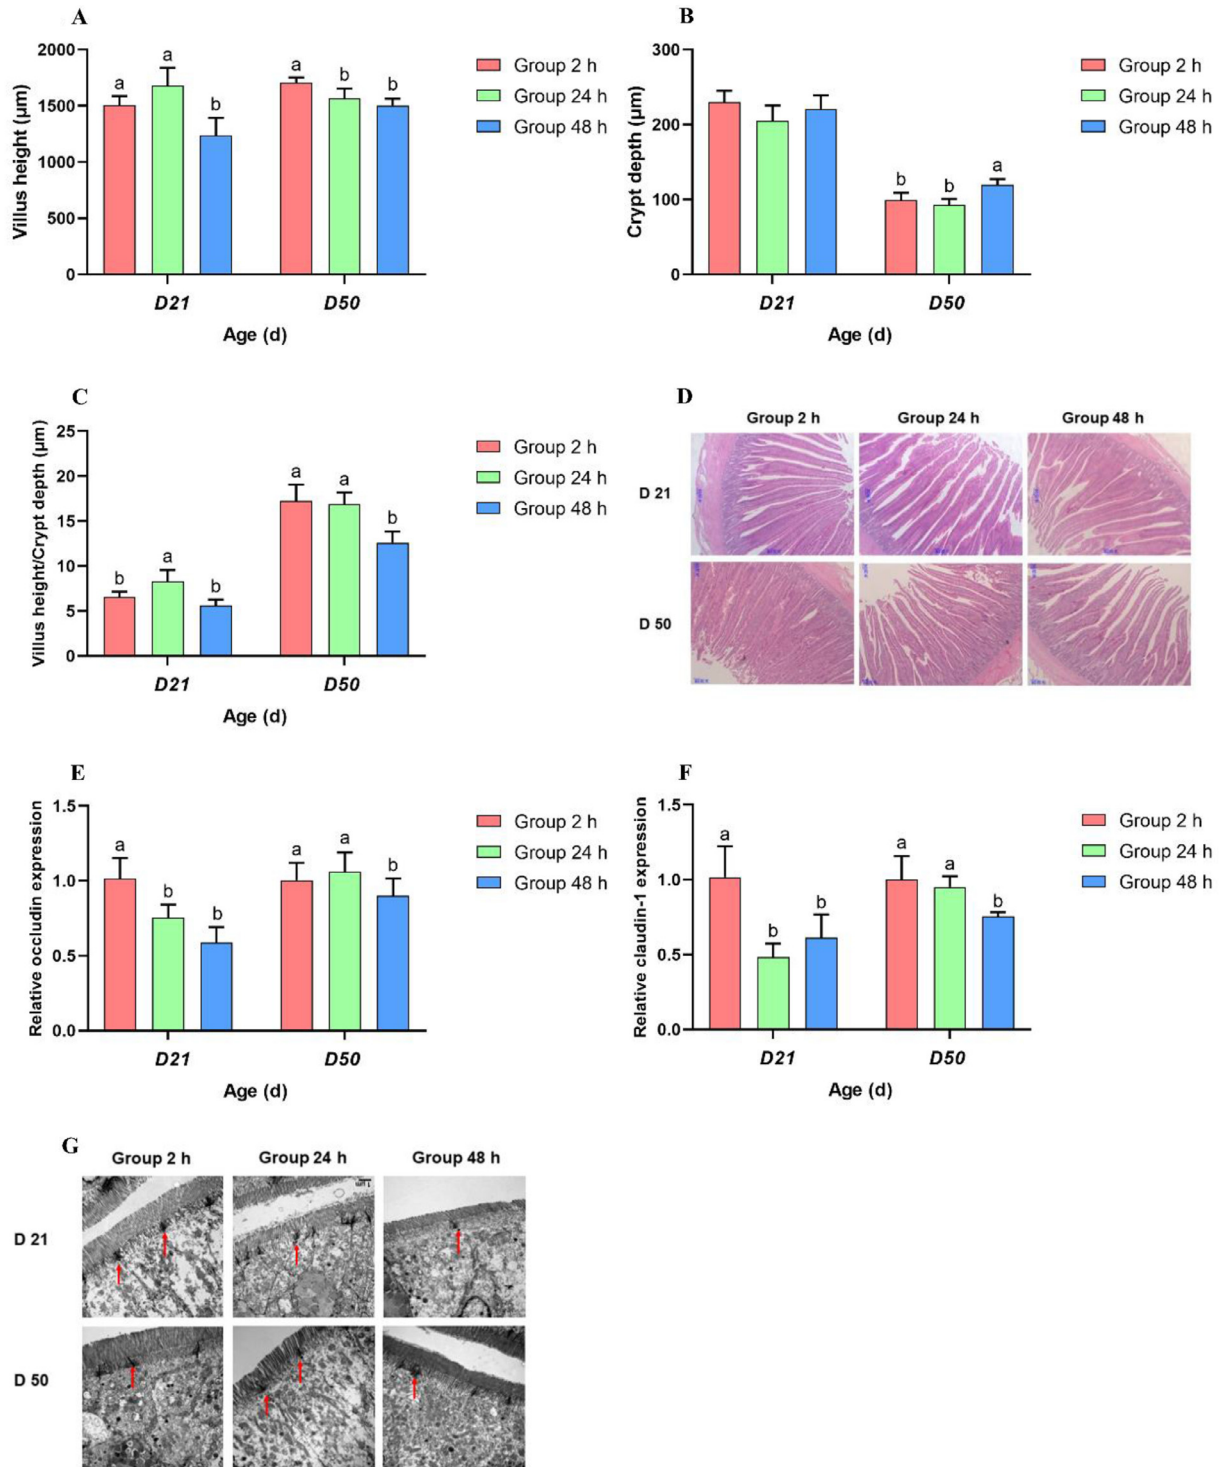 A
Villus height (μm)
2000
1500
1000
500
0
a
a
b
a
b
b
D21
D50
Age (d)
Group 2 h
Group 24 h
Group 48 h
B
Crypt depth (μm)
300
200
100
0
b
b
a
D21
D50
Age (d)
Group 2 h
Group 24 h
Group 48 h
C
Villus height/Crypt depth (μm)
25
20
15
10
5
0
b
a
b
a
a
b
D21
D50
Age (d)
Group 2 h
Group 24 h
Group 48 h
D
Group 2 h
Group 24 h
Group 48 h
D 21
D 50
E
Relative occludin expression
1.5
1.0
0.5
0.0
a
b
b
a
a
b
D21
D50
Age (d)
Group 2 h
Group 24 h
Group 48 h
F
Relative claudin-1 expression
1.5
1.0
0.5
0.0
a
b
b
a
a
b
D21
D50
Age (d)
Group 2 h
Group 24 h
Group 48 h
G
Group 2 h
Group 24 h
Group 48 h
D 21
D 50